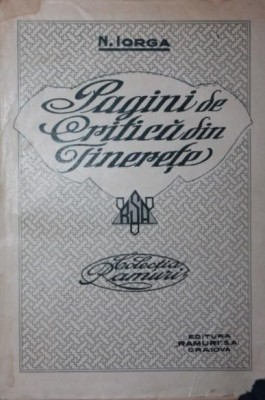 N. IORGA
Pagini de
Critică din
Tinerețe
Colecția
Ramuri
EDITURA
RAMURI S.A.
CRAIOVA